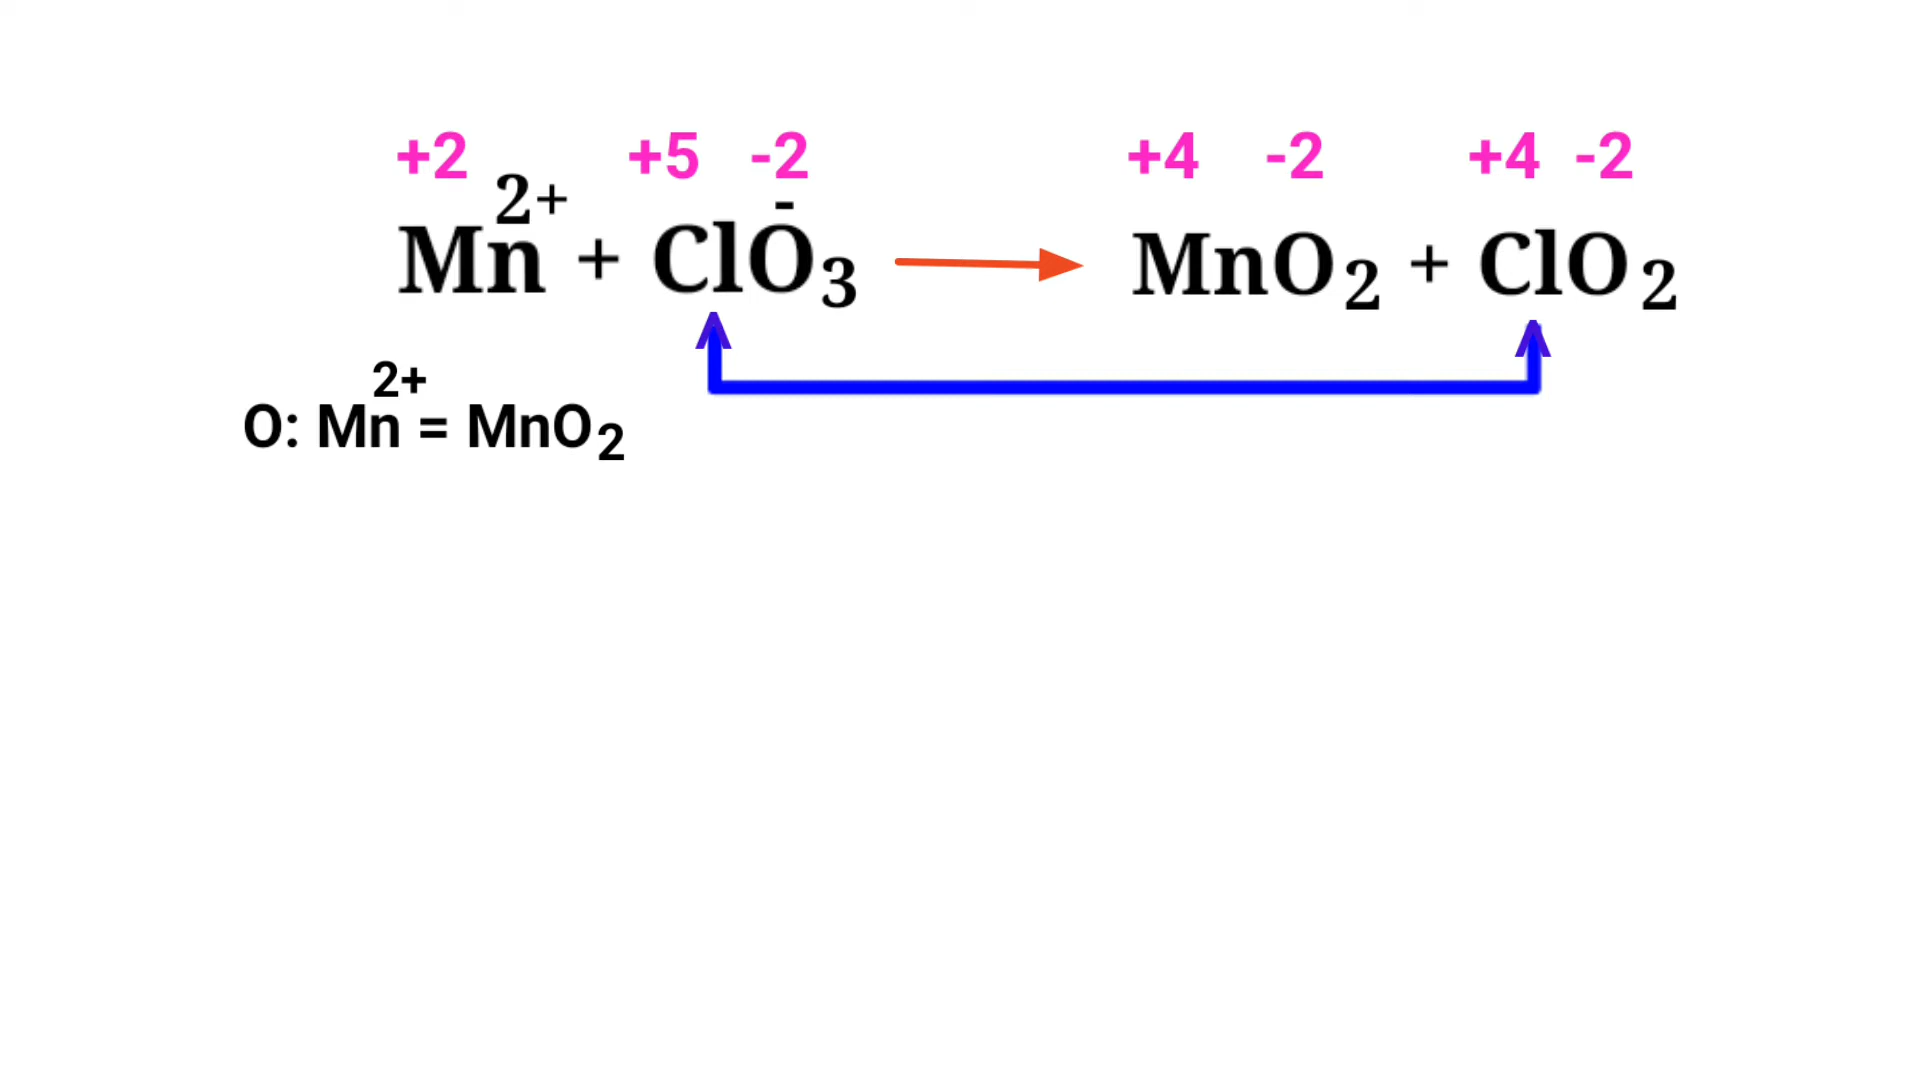 +2 +5 -2 +4 -2 +4 -2
Mn²⁺ + ClO₃⁻ → MnO₂ + ClO₂
O: Mn²⁺ = MnO₂